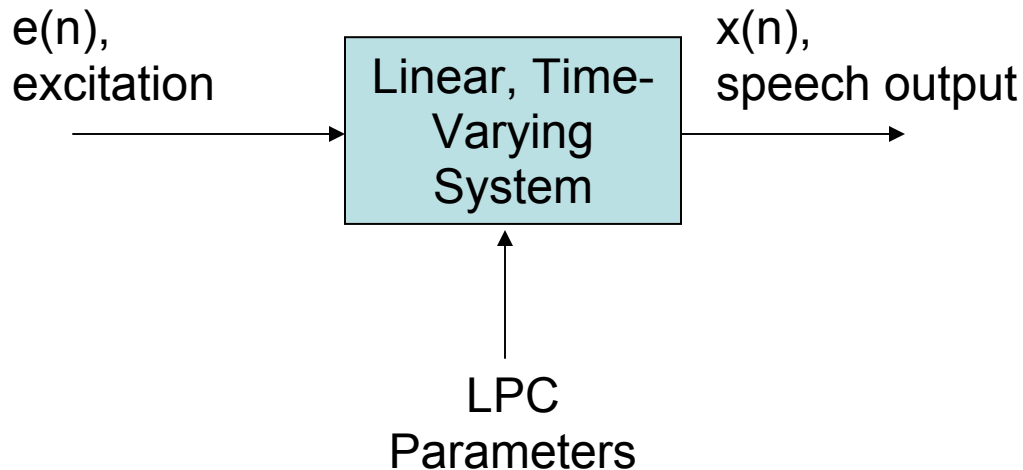 e(n),
excitation
Linear, Time-
Varying
System
x(n),
speech output
LPC
Parameters